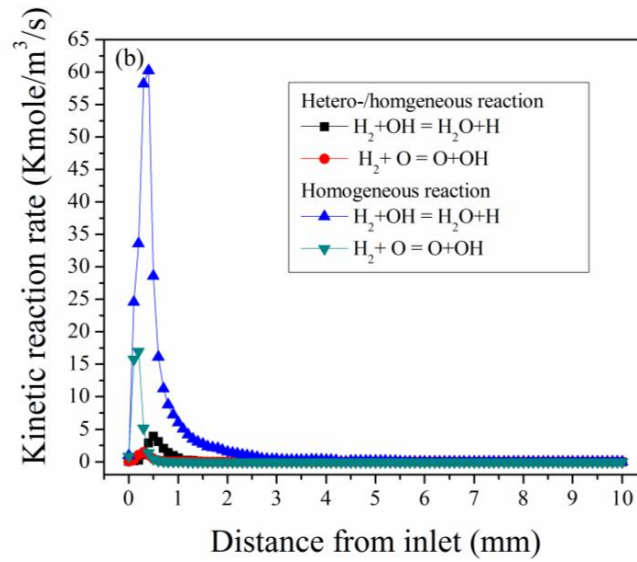 (b)
Kinetic reaction rate (Kmole/m³/s)
65
60
55
50
45
40
35
30
25
20
15
10
5
0
Hetero-/homgeneous reaction
H₂+OH = H₂O+H
H₂+ O = O+OH
Homogeneous reaction
H₂+OH = H₂O+H
H₂+ O = O+OH
0 1 2 3 4 5 6 7 8 9 10
Distance from inlet (mm)